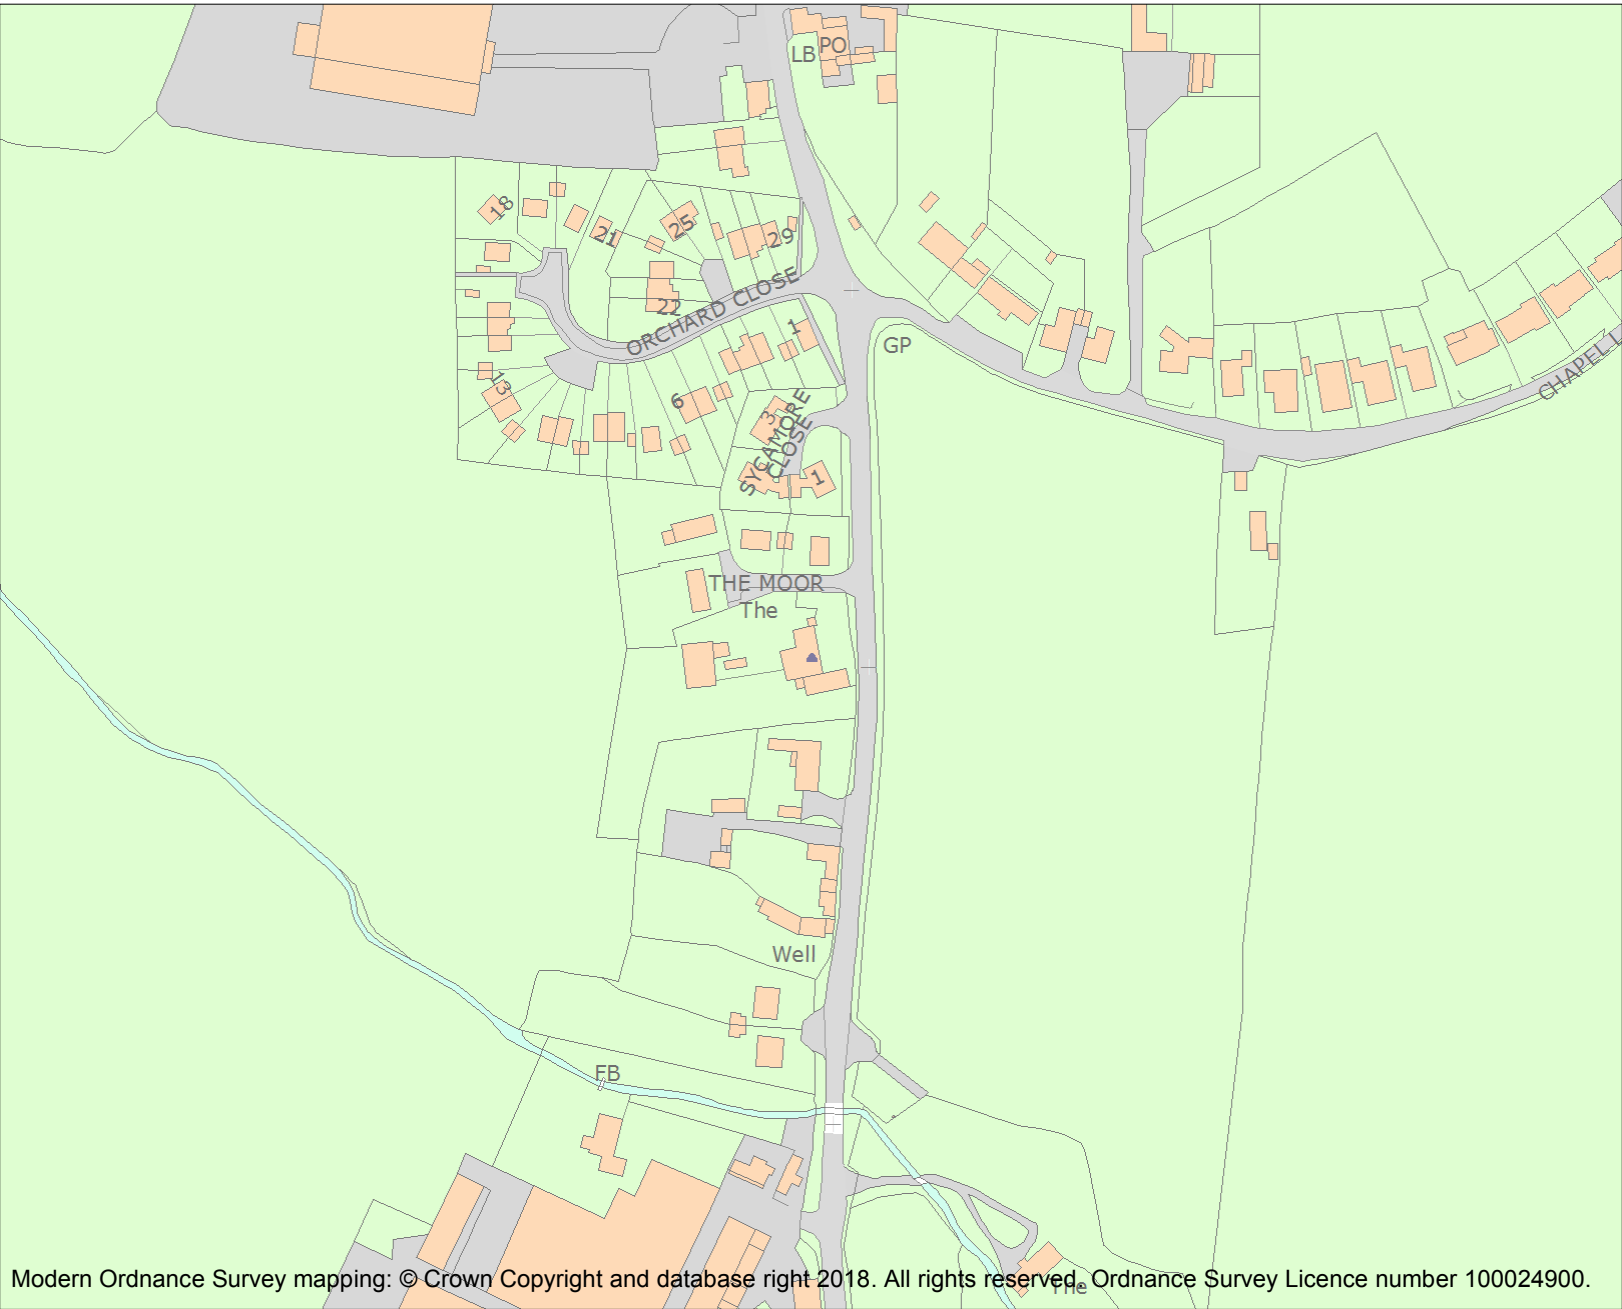 LB PO
18
21
25
29
22
ORCHARD CLOSE
1
GP
CHAPEL L
13
6
3
SYCAMORE
CLOSE
1
THE MOOR
The
Well
FB
The
Modern Ordnance Survey mapping: © Crown Copyright and database right 2018. All rights reserved. Ordnance Survey Licence number 100024900.